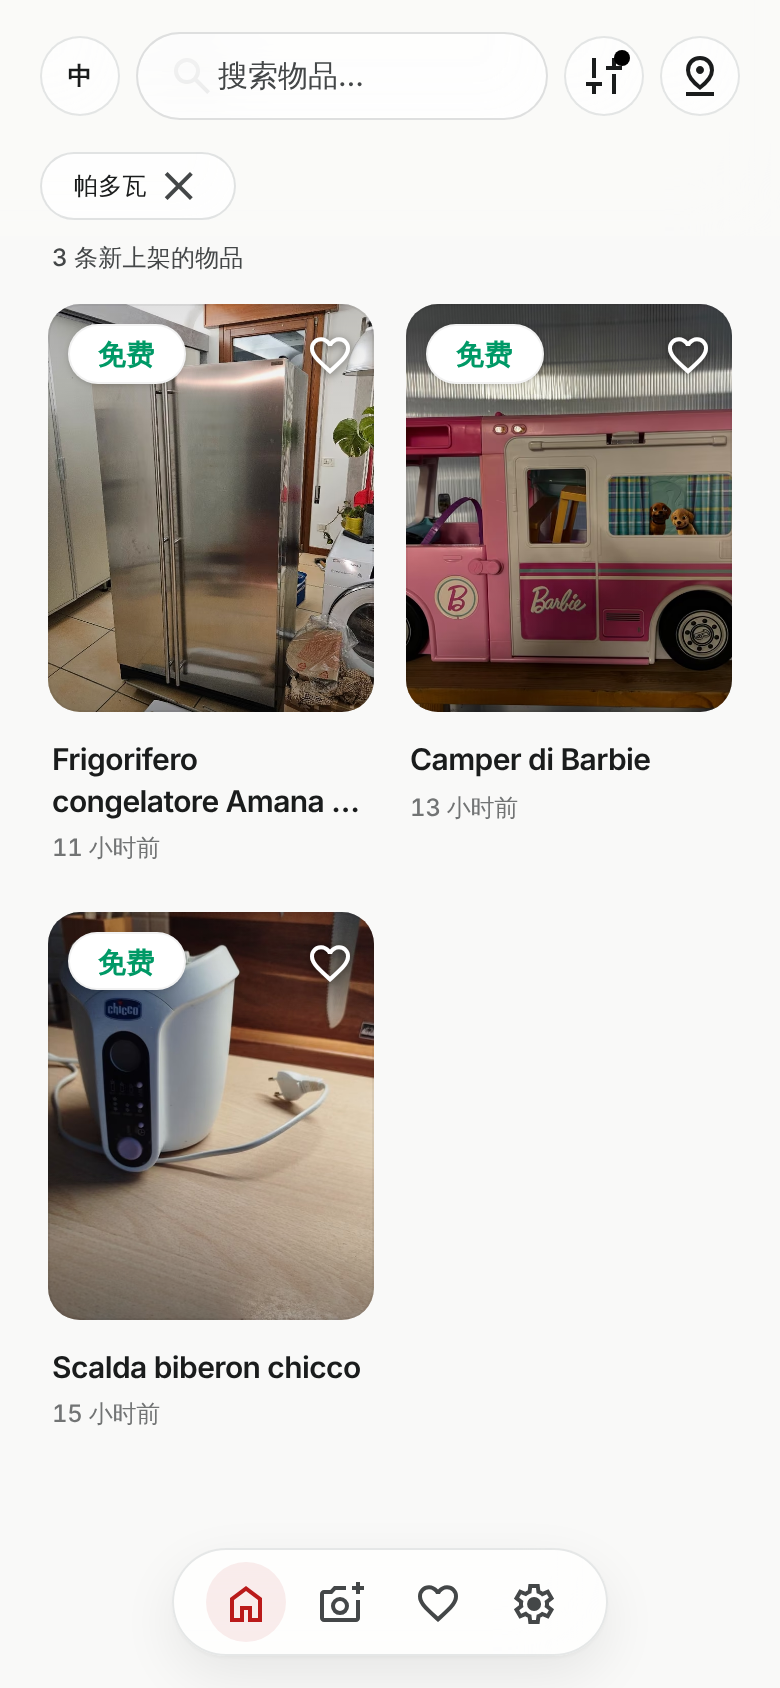 中
搜索物品...
帕多瓦
3 条新上架的物品
免费
免费
B
Barbie
Frigorifero
congelatore Amana ...
11 小时前
Camper di Barbie
13 小时前
免费
chicco
Scalda biberon chicco
15 小时前